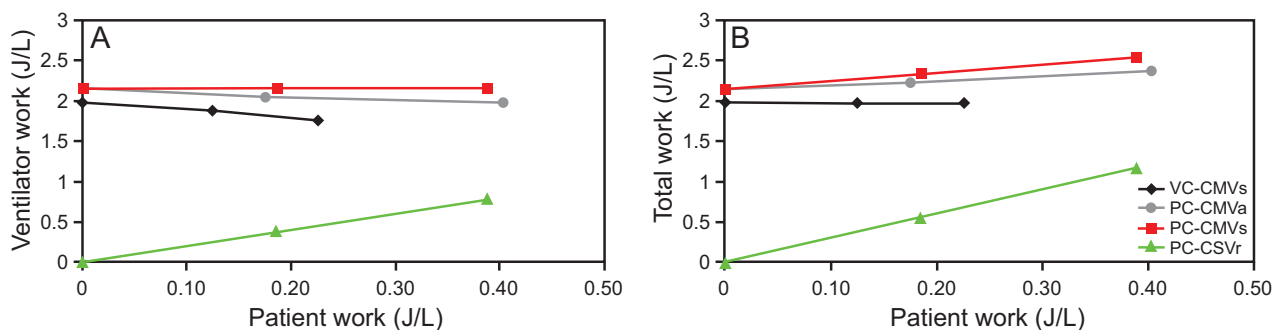 A
Ventilator work (J/L)
3
2.5
2
1.5
1
0.5
0
0 0.10 0.20 0.30 0.40 0.50
Patient work (J/L)
B
Total work (J/L)
3
2.5
2
1.5
1
0.5
0
VC-CMVs
PC-CMVa
PC-CMVs
PC-CSVr
0 0.10 0.20 0.30 0.40 0.50
Patient work (J/L)